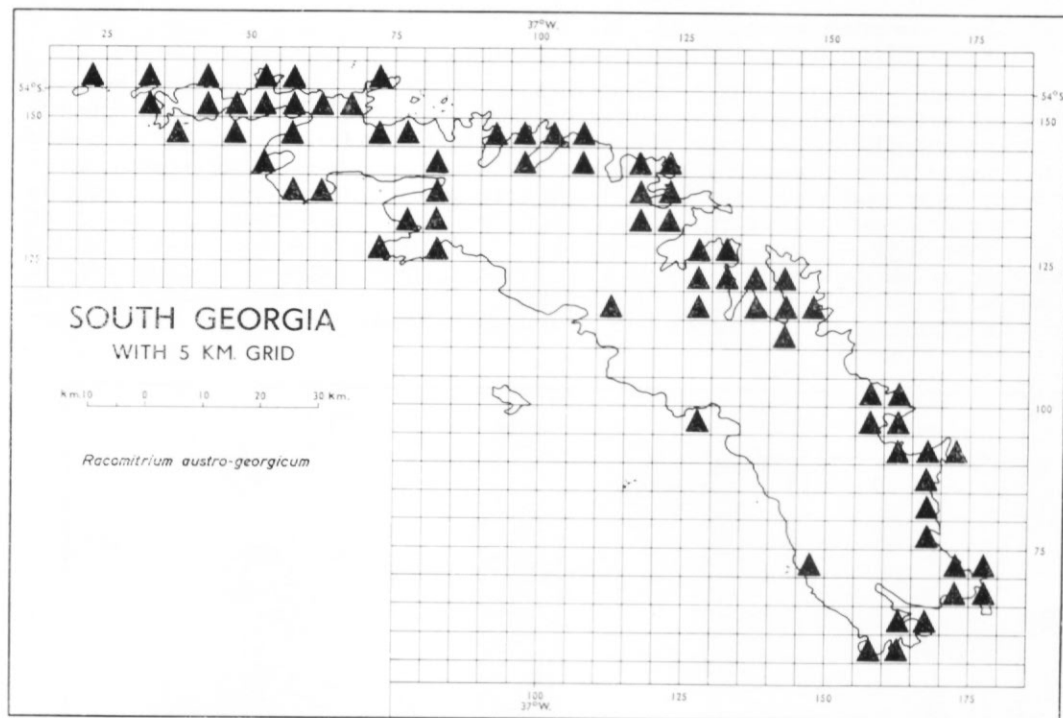 37°W.
25 50 75 100 125 150 175
54°S 54°S
150 150
125 125
SOUTH GEORGIA
WITH 5 KM. GRID
km.10 0 10 20 30 km.
100
Racomitrium austro-georgicum
75
100 125 150 175
37°W.